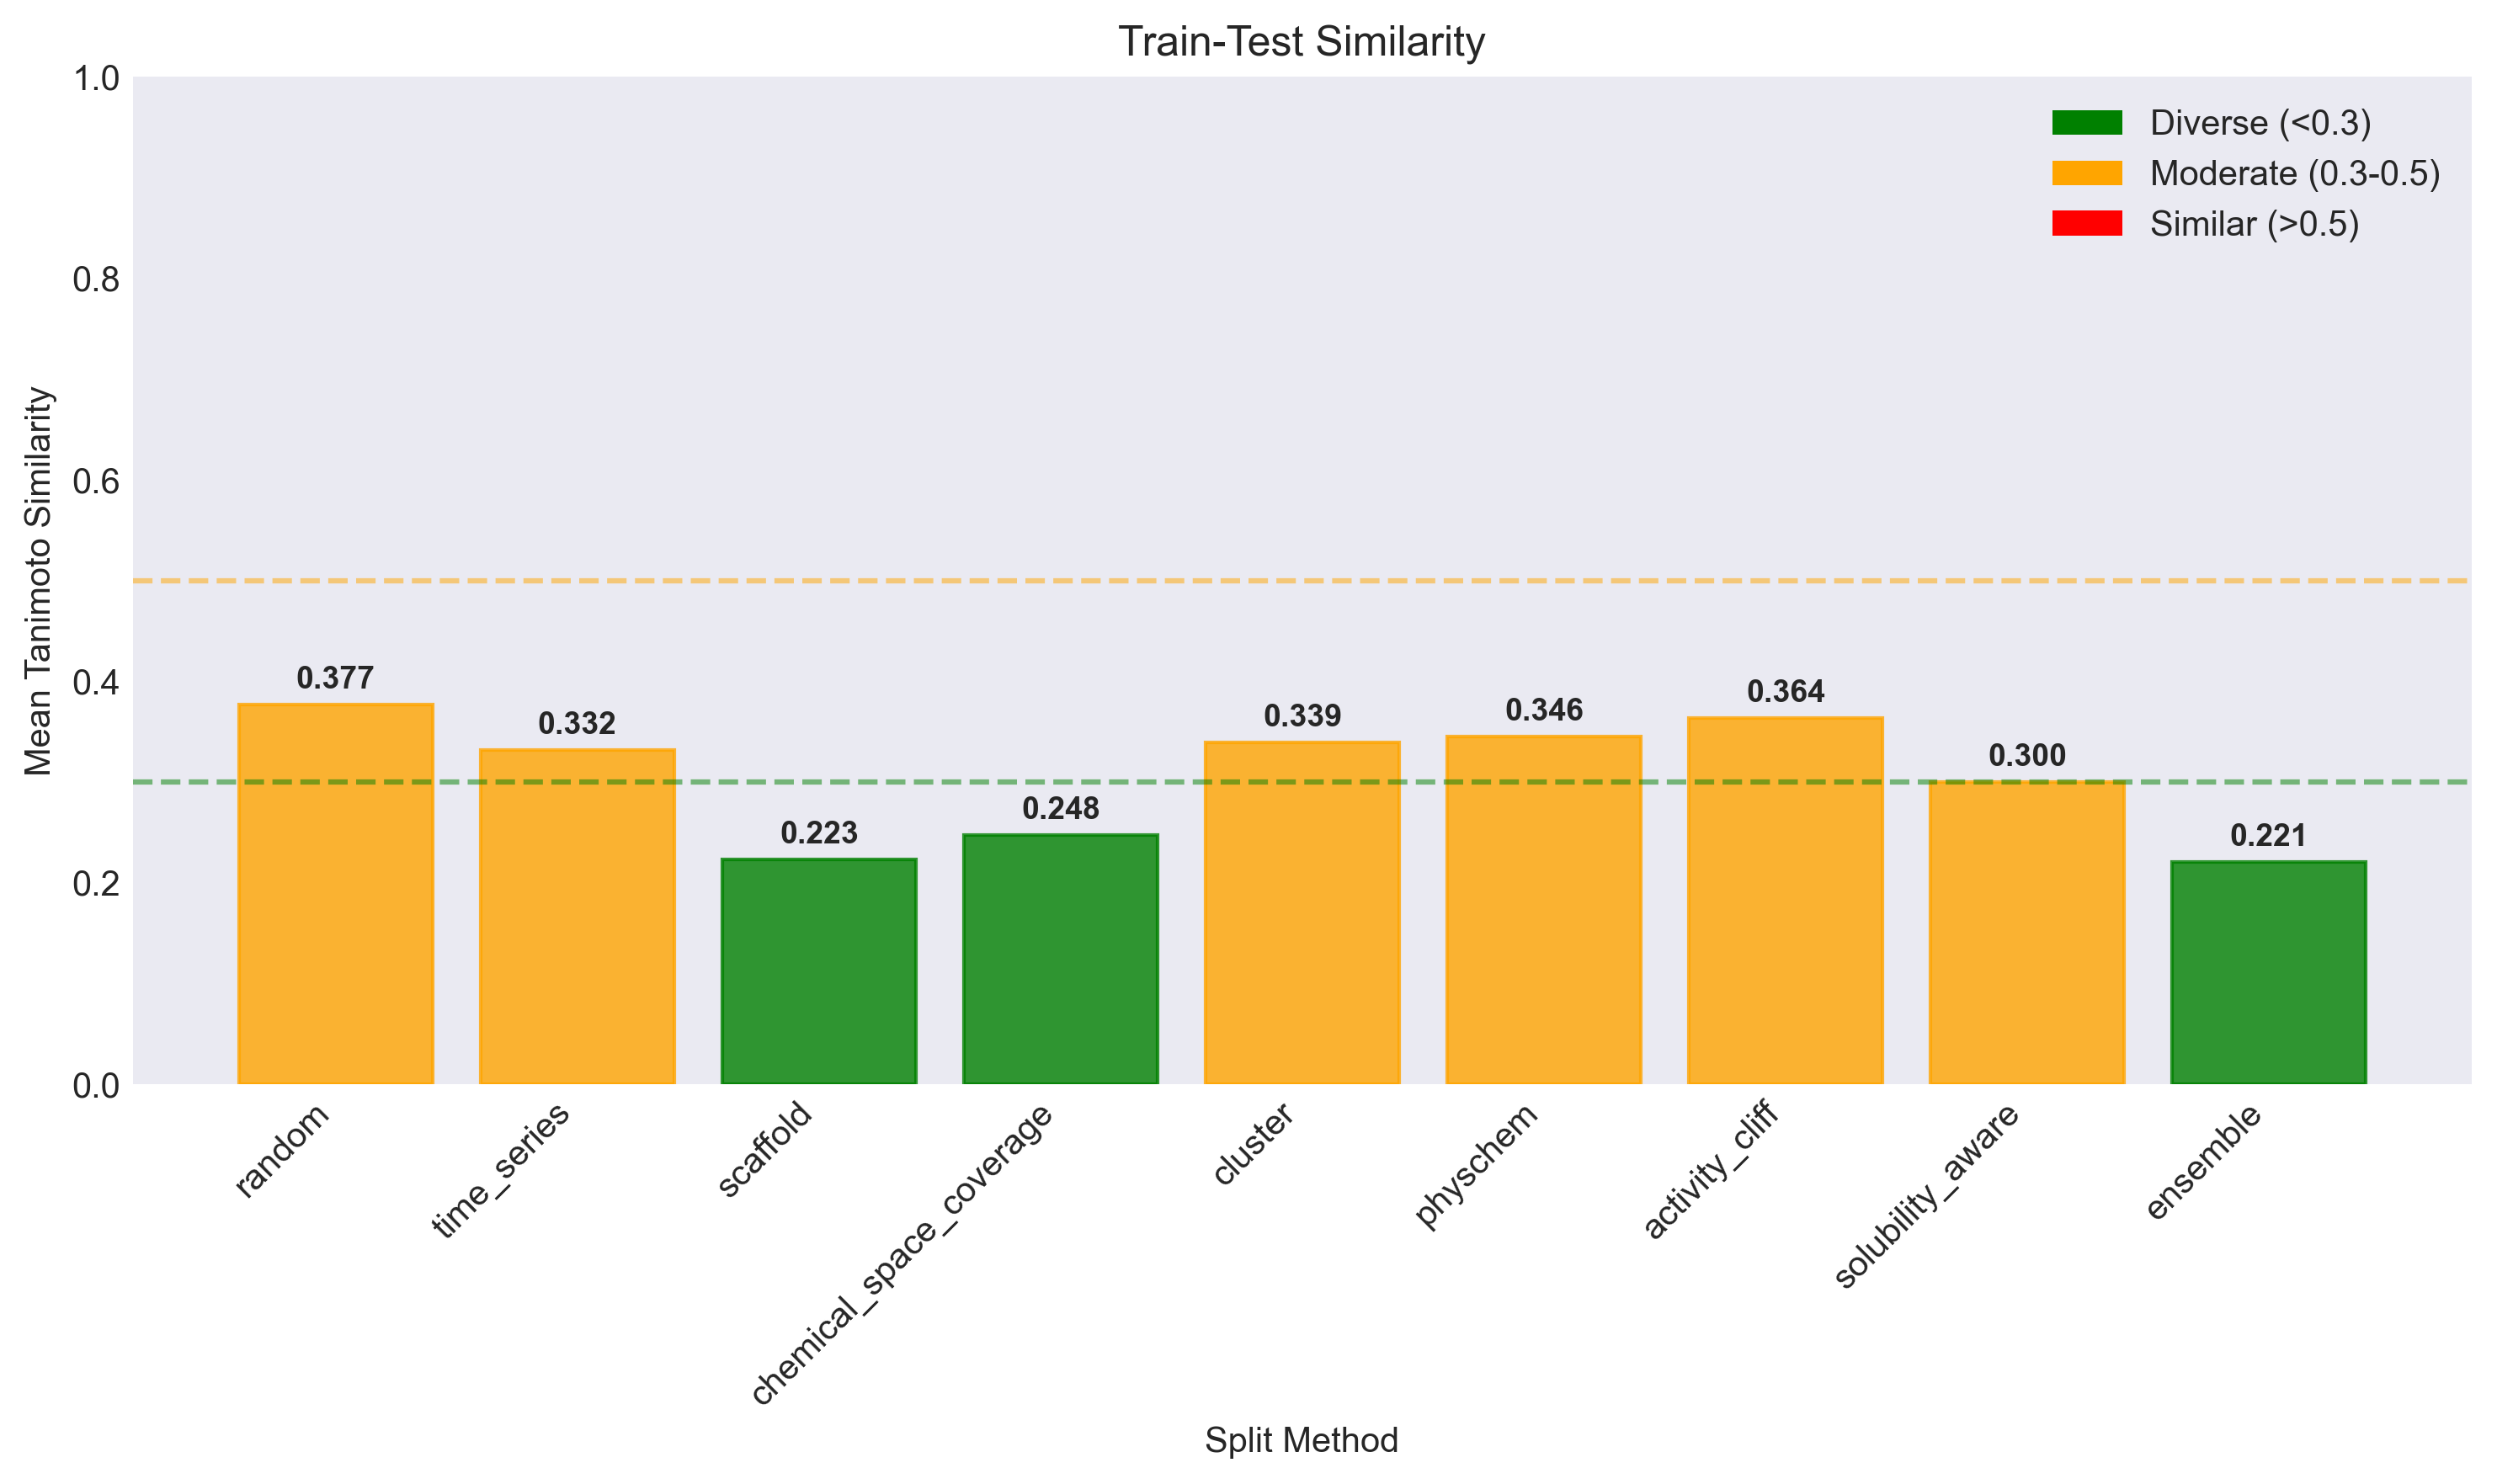 Train-Test Similarity
Diverse (<0.3)
Moderate (0.3-0.5)
Similar (>0.5)
Mean Tanimoto Similarity
1.0
0.8
0.6
0.4
0.2
0.0
0.377
0.332
0.223
0.248
0.339
0.346
0.364
0.300
0.221
random
time_series
scaffold
chemical_space_coverage
cluster
physchem
activity_cliff
solubility_aware
ensemble
Split Method